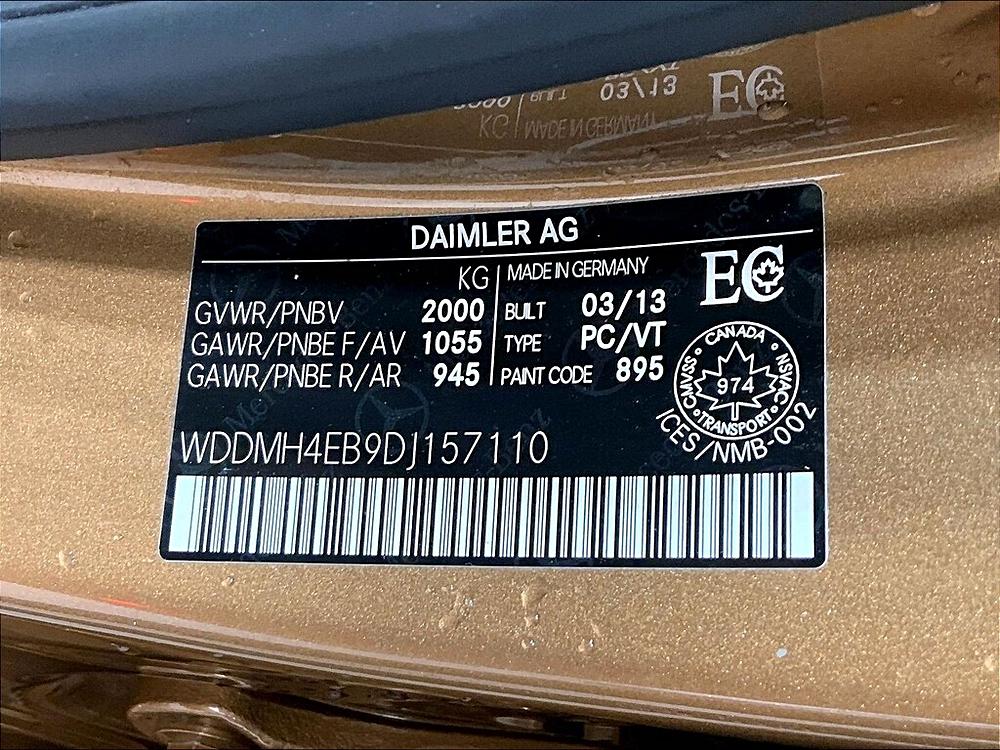 DAIMLER AG
KG
GVWR/PNBV 2000
GAWR/PNBE F/AV 1055
GAWR/PNBE R/AR 945
MADE IN GERMANY
BUILT 03/13
TYPE PC/VT
PAINT CODE 895
EC
CANADA
CMVSS 974 NSVAC
TRANSPORT
ICES/NMB-002
WDDMH4EB9DJ157110